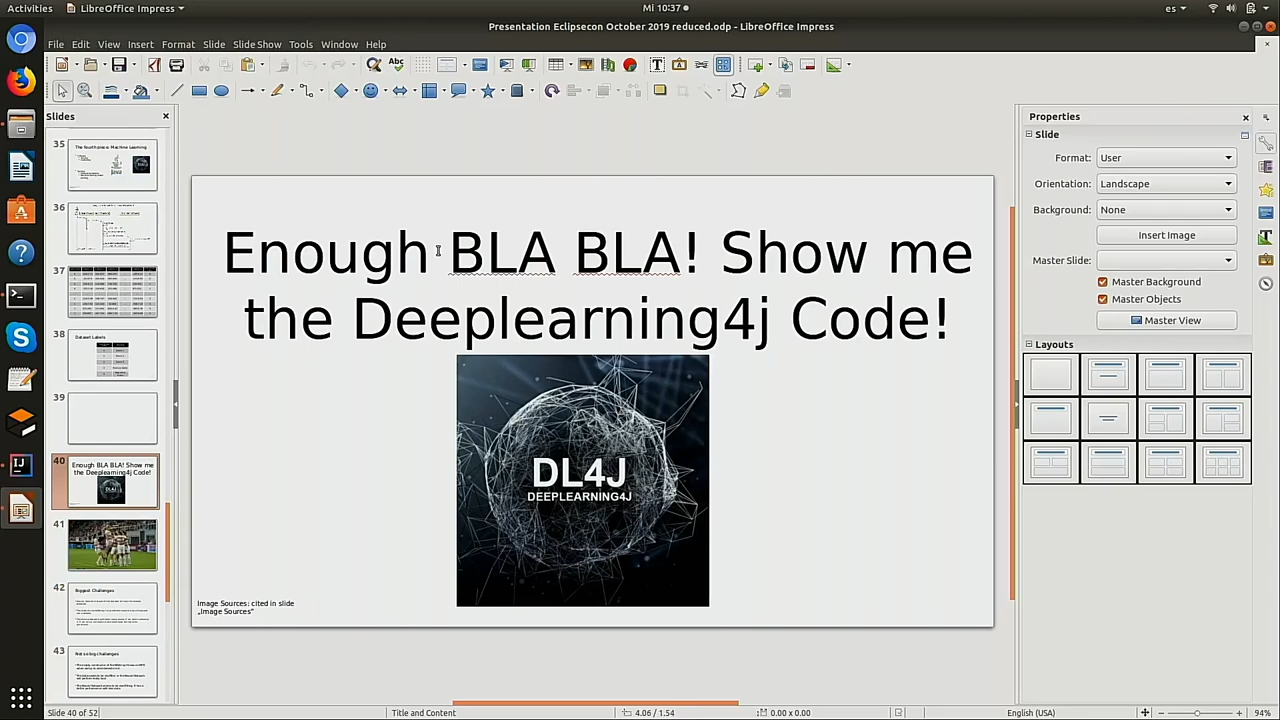 Activities
LibreOffice Impress
Mi 10:37
es
Presentation Eclipsecon October 2019 reduced.odp - LibreOffice Impress
File Edit View Insert Format Slide Slide Show Tools Window Help
Slides
Properties
Slide
Format: User
Orientation: Landscape
Background: None
Insert Image
Master Slide:
Master Background
Master Objects
Master View
Layouts
35
The fourth piece: Machine Learning
36
37
38
Dataset Labels
39
40
Enough BLA BLA! Show me
the Deeplearning4j Code!
41
42
Biggest Challenges
43
Not so big challenges
Enough BLA BLA! Show me
the Deeplearning4j Code!
DL4J
DEEPLEARNING4J
Image Sources: cited in slide
„Image Sources“
Slide 40 of 52
Title and Content
4.06 / 1.54
0.00 x 0.00
English (USA)
94%